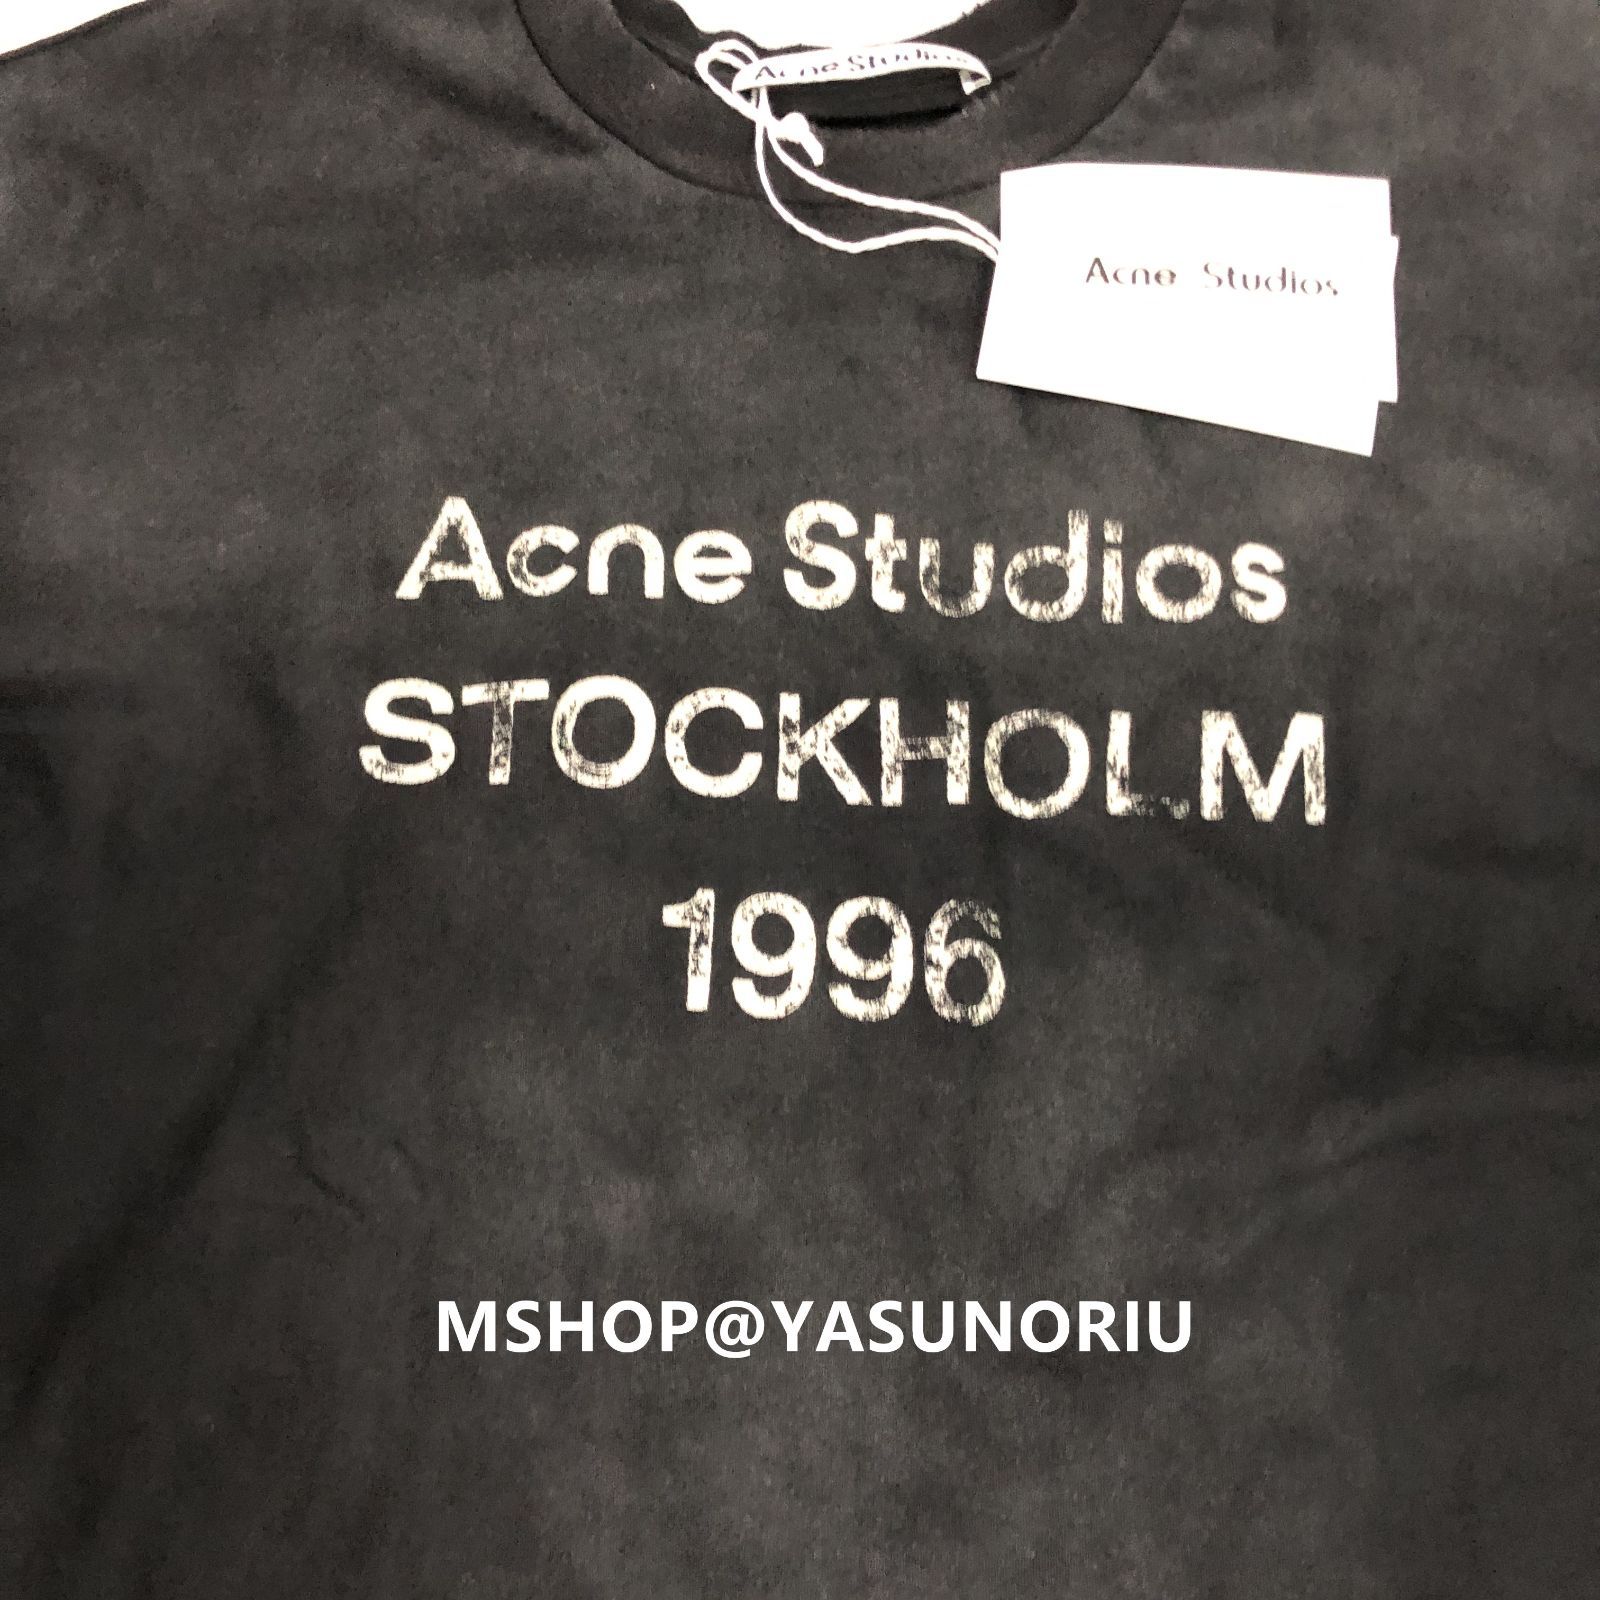 Acne Studios
Acne Studios
Acne Studios
STOCKHOLM
1996
MSHOP@YASUNORIU